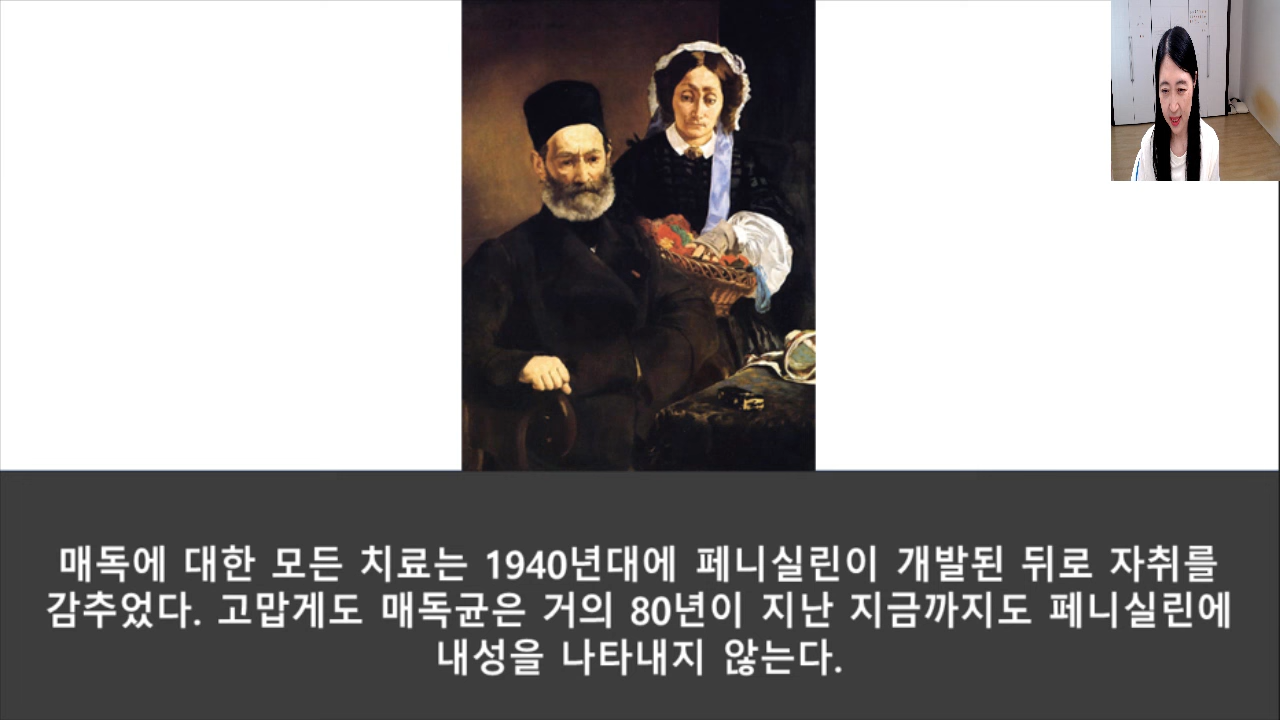 매독에 대한 모든 치료는 1940년대에 페니실린이 개발된 뒤로 자취를
감추었다. 고맙게도 매독균은 거의 80년이 지난 지금까지도 페니실린에
내성을 나타내지 않는다.